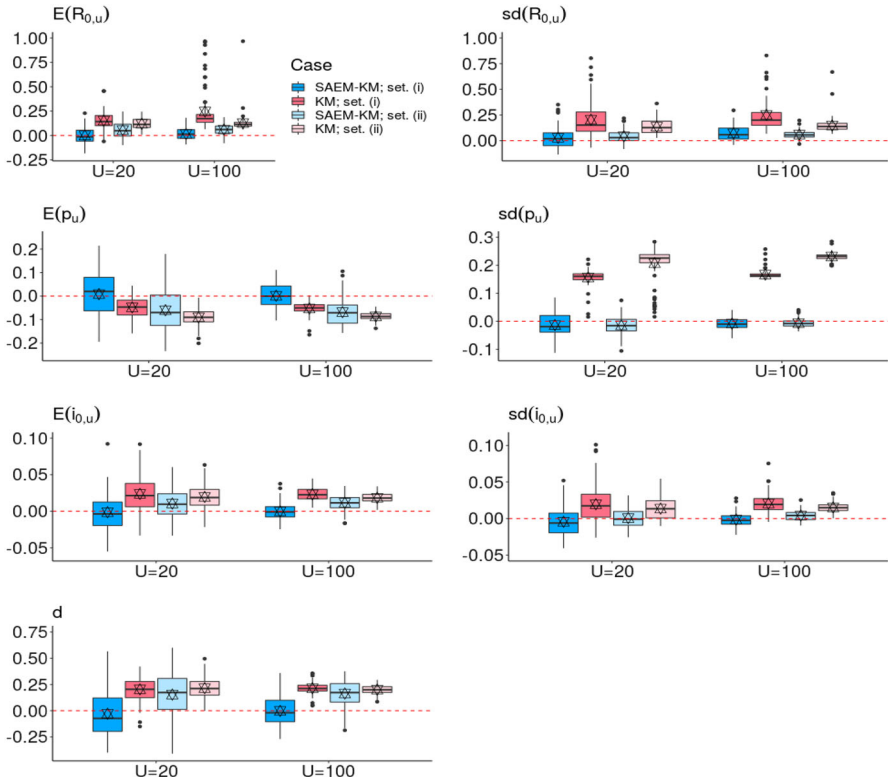 E(R₀,ᵤ)
1.00
0.75
0.50
0.25
0.00
-0.25
U=20
U=100
Case
SAEM-KM; set. (i)
KM; set. (i)
SAEM-KM; set. (ii)
KM; set. (ii)
sd(R₀,ᵤ)
1.00
0.75
0.50
0.25
0.00
U=20
U=100
E(pᵤ)
0.2
0.1
0.0
-0.1
0.2
U=20
U=100
sd(pᵤ)
0.3
0.2
0.1
0.0
-0.1
U=20
U=100
E(i₀,ᵤ)
0.10
0.05
0.00
-0.05
U=20
U=100
sd(i₀,ᵤ)
0.10
0.05
0.00
-0.05
U=20
U=100
d
0.75
0.50
0.25
0.00
-0.25
U=20
U=100